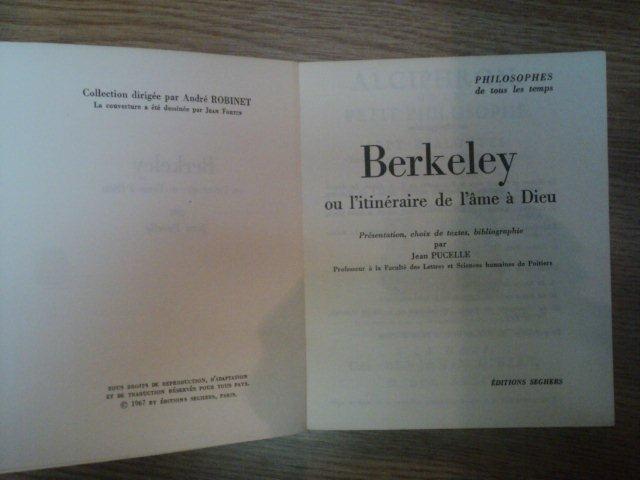 Collection dirigée par André ROBINET
La couverture a été dessinée par Jean Fortin
TOUS DROITS DE REPRODUCTION, D'ADAPTATION
ET DE TRADUCTION RÉSERVÉS POUR TOUS PAYS.
© 1967 BY ÉDITIONS SEGHERS, PARIS.
PHILOSOPHES
de tous les temps
Berkeley
ou l'itinéraire de l'âme à Dieu
Présentation, choix de textes, bibliographie
par
Jean PUCELLE
Professeur à la Faculté des Lettres et Sciences humaines de Poitiers
ÉDITIONS SEGHERS